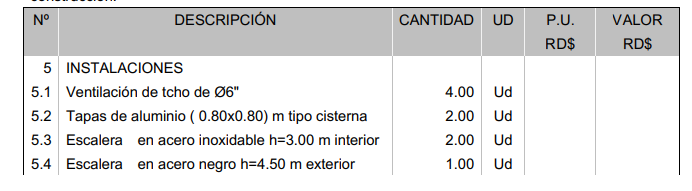 construcción.
Nº DESCRIPCIÓN CANTIDAD UD P.U. RD$ VALOR RD$
5 INSTALACIONES
5.1 Ventilación de tcho de Ø6" 4.00 Ud
5.2 Tapas de aluminio ( 0.80x0.80) m tipo cisterna 2.00 Ud
5.3 Escalera en acero inoxidable h=3.00 m interior 2.00 Ud
5.4 Escalera en acero negro h=4.50 m exterior 1.00 Ud